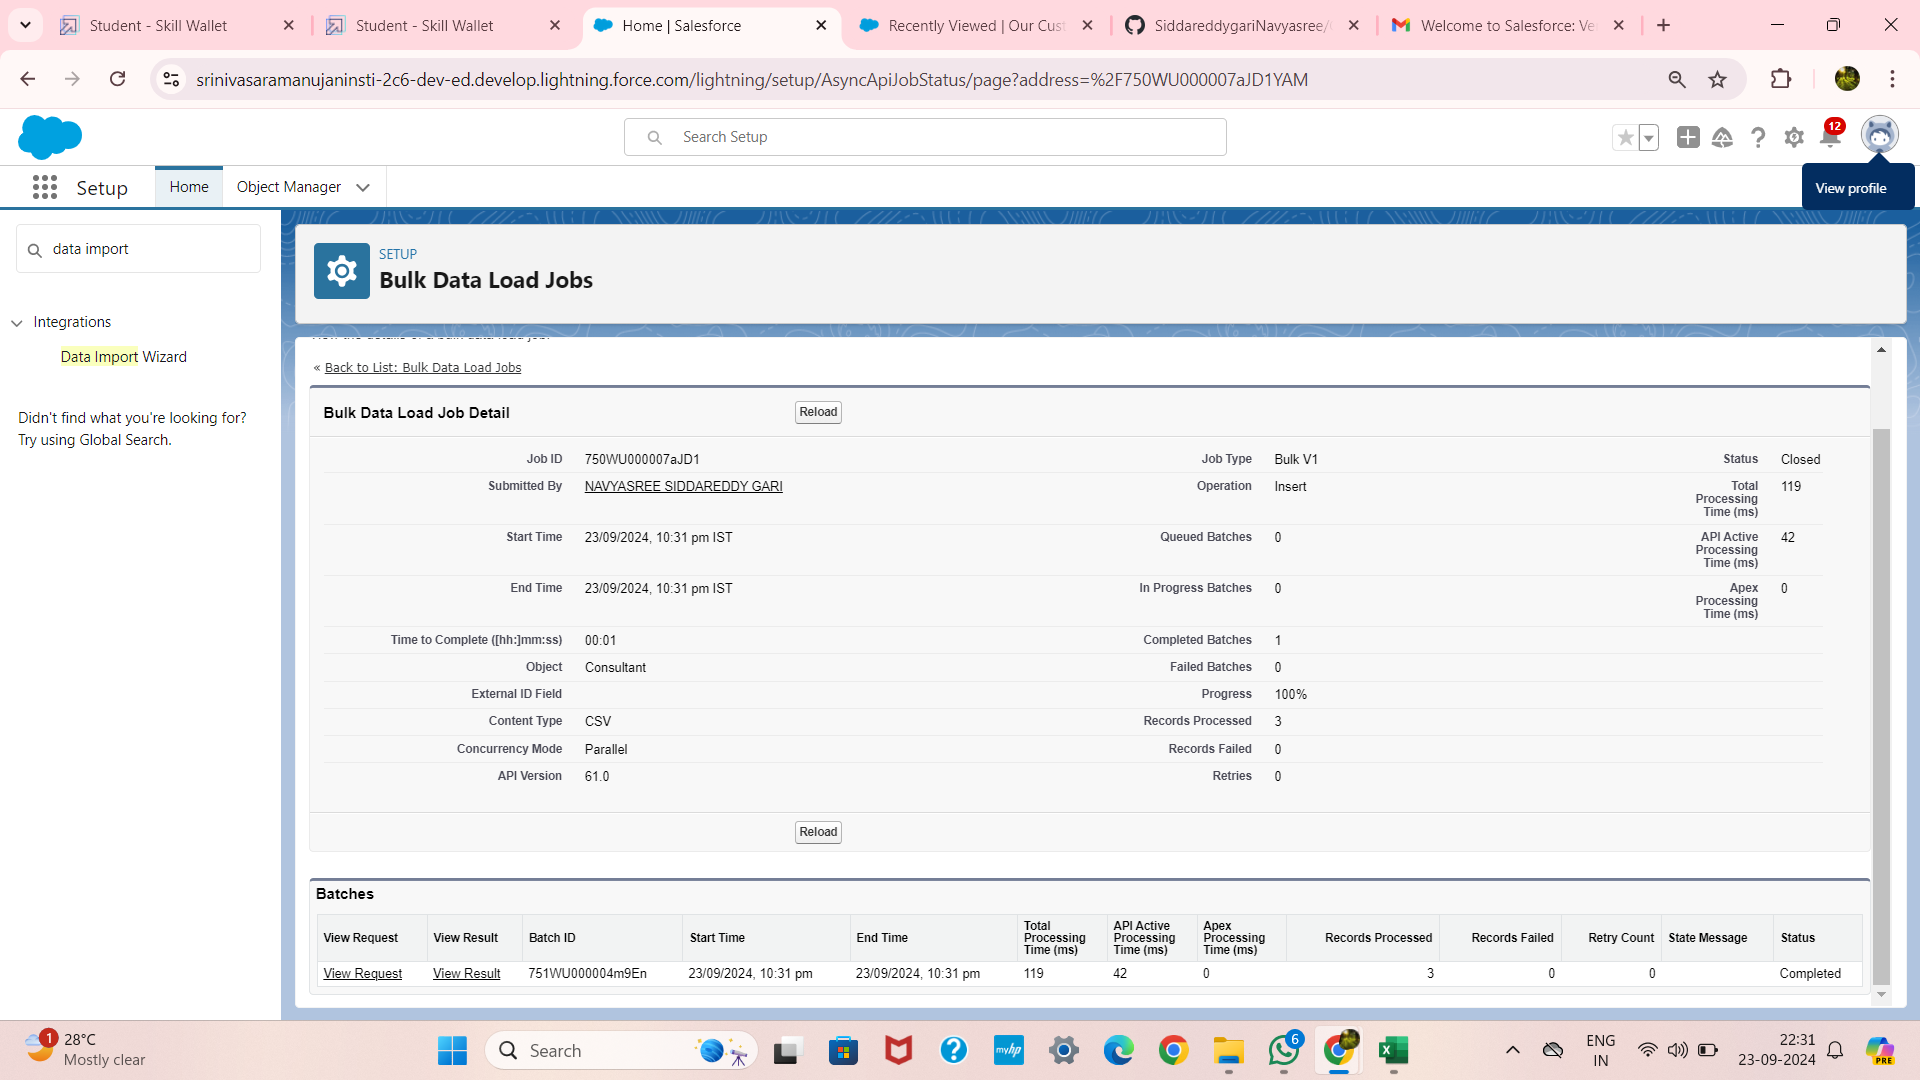 Student - Skill Wallet
Student - Skill Wallet
Home | Salesforce
Recently Viewed | Our Cust
SiddareddygariNavyasree/
Welcome to Salesforce: Ve
srinivasaramanujaninsti-2c6-dev-ed.develop.lightning.force.com/lightning/setup/AsyncApiJobStatus/page?address=%2F750WU000007aJD1YAM
Search Setup
12
Setup
Home
Object Manager
View profile
data import
Integrations
Data Import Wizard
Didn't find what you're looking for?
Try using Global Search.
SETUP
Bulk Data Load Jobs
« Back to List: Bulk Data Load Jobs
Bulk Data Load Job Detail
Reload
Job ID 750WU000007aJD1 Job Type Bulk V1 Status Closed
Submitted By NAVYASREE SIDDAREDDY GARI Operation Insert Total Processing Time (ms) 119
Start Time 23/09/2024, 10:31 pm IST Queued Batches 0 API Active Processing Time (ms) 42
End Time 23/09/2024, 10:31 pm IST In Progress Batches 0 Apex Processing Time (ms) 0
Time to Complete ([hh:]mm:ss) 00:01 Completed Batches 1
Object Consultant Failed Batches 0
External ID Field Progress 100%
Content Type CSV Records Processed 3
Concurrency Mode Parallel Records Failed 0
API Version 61.0 Retries 0
Reload
Batches
View Request View Result Batch ID Start Time End Time Total Processing Time (ms) API Active Processing Time (ms) Apex Processing Time (ms) Records Processed Records Failed Retry Count State Message Status
View Request View Result 751WU000004m9En 23/09/2024, 10:31 pm 23/09/2024, 10:31 pm 119 42 0 3 0 0 Completed
1
28°C
Mostly clear
Search
myhp
6
ENG
IN
22:31
23-09-2024
PRE